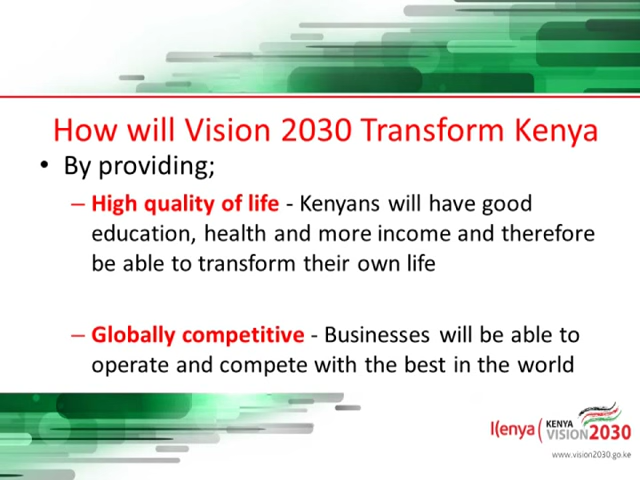 How will Vision 2030 Transform Kenya
• By providing;
– High quality of life - Kenyans will have good
education, health and more income and therefore
be able to transform their own life
– Globally competitive - Businesses will be able to
operate and compete with the best in the world
Kenya
KENYA
VISION2030
www.vision2030.go.ke